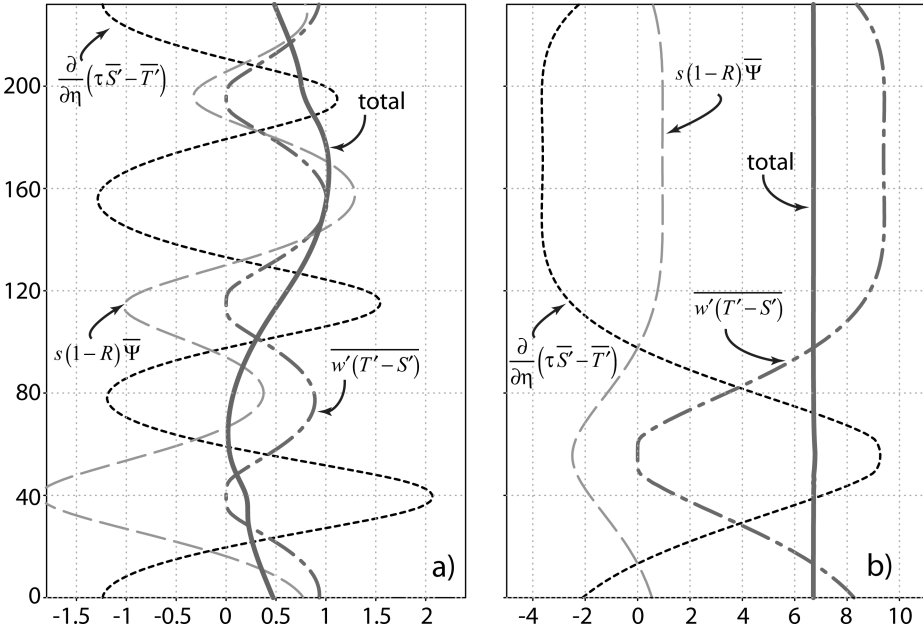 ∂/∂η (τS̅′ − T̅′)
total
s(1−R)Ψ̅
w′(T′−S′)
a)
200
160
120
80
40
0
-1.5 -1 -0.5 0 0.5 1 1.5 2
s(1−R)Ψ̅
total
w′(T′−S′)
∂/∂η (τS̅′ − T̅′)
b)
-4 -2 0 2 4 6 8 10